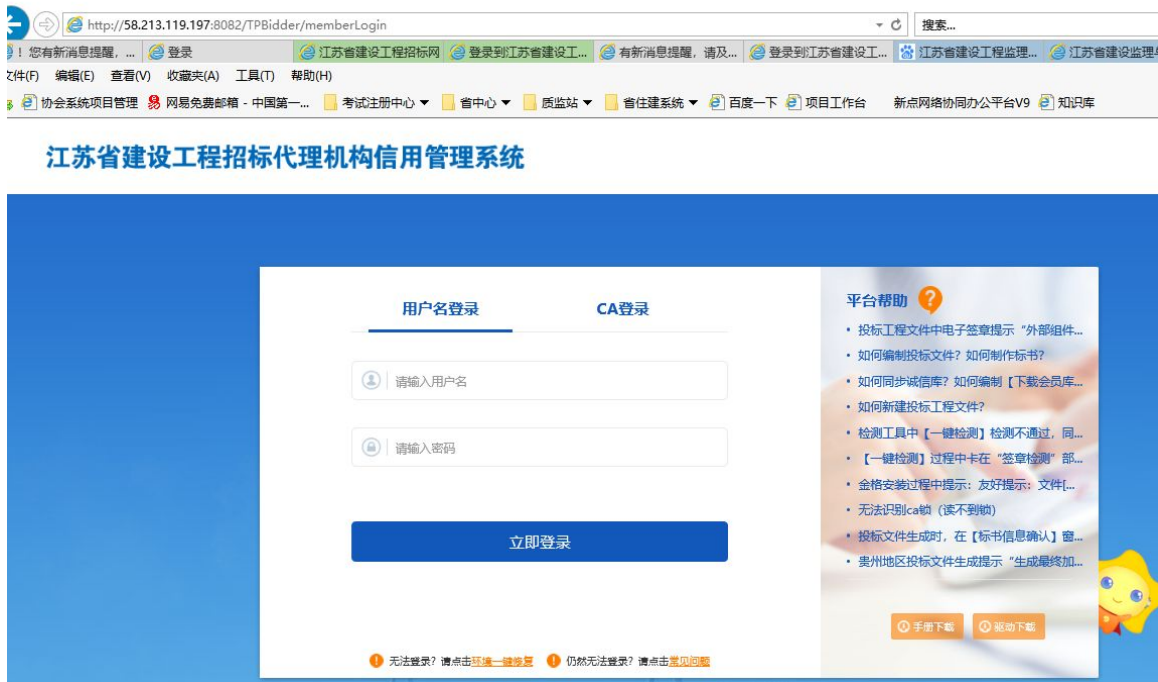 http://58.213.119.197:8082/TPBidder/memberLogin 搜索...
！您有新消息提醒，... 登录 江苏省建设工程招标网 登录到江苏省建设工... 有新消息提醒，请及... 登录到江苏省建设工... 江苏省建设工程监理... 江苏省建设监理
文件(F) 编辑(E) 查看(V) 收藏夹(A) 工具(T) 帮助(H)
协会系统项目管理 网易免费邮箱 - 中国第一... 考试注册中心 省中心 质监站 省住建系统 百度一下 项目工作台 新点网络协同办公平台V9 知识库
江苏省建设工程招标代理机构信用管理系统
用户名登录 CA登录
请输入用户名
请输入密码
立即登录
无法登录？请点击环境一键修复 仍然无法登录？请点击常见问题
平台帮助 ?
• 投标工程文件中电子签章提示“外部组件...
• 如何编制投标文件？如何制作标书?
• 如何同步诚信库？如何编制【下载会员库...
• 如何新建投标工程文件?
• 检测工具中【一键检测】检测不通过，同...
• 【一键检测】过程中卡在“签章检测”部...
• 金格安装过程中提示：友好提示：文件[...
• 无法识别ca锁（读不到锁）
• 投标文件生成时，在【标书信息确认】窗...
• 贵州地区投标文件生成提示“生成最终加...
手册下载 驱动下载